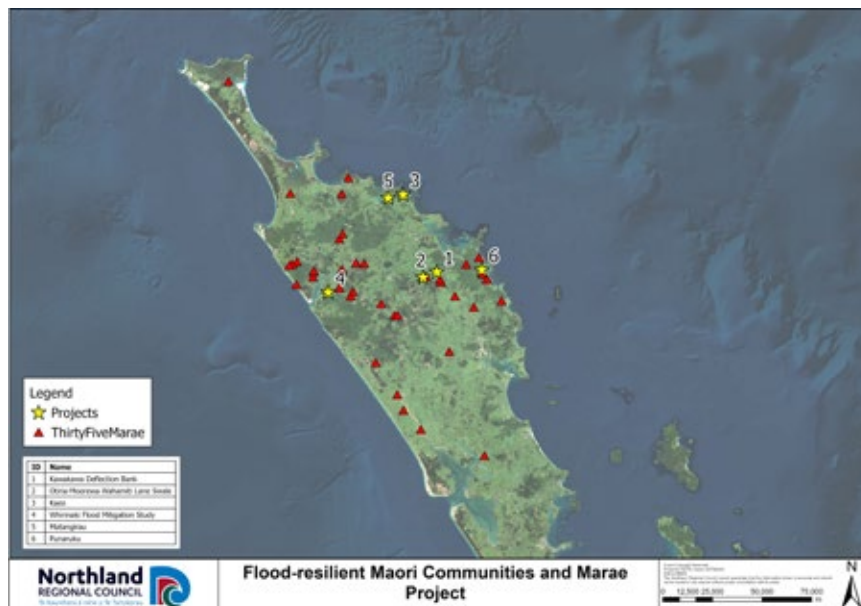 5
3
2
1
6
4
Legend
Projects
ThirtyFiveMarae
ID Name
1 Kawakawa Deflection Bank
2 Otiria Moerewa Lane Swale
3 Kaeo
4 Whirinaki Flood Mitigation Study
5 Matangirau
6 Punaruku
Northland
REGIONAL COUNCIL
Flood-resilient Maori Communities and Marae
Project
0 12,500 25,000 50,000 75,000
N